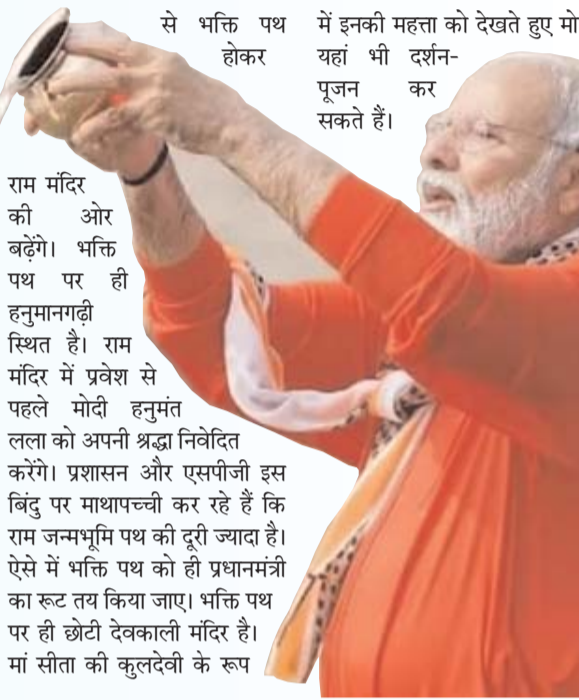 से भक्ति पथ
होकर
राम मंदिर
की ओर
बढ़ेंगे। भक्ति
पथ पर ही
हनुमानगढ़ी
स्थित है। राम
मंदिर में प्रवेश से
पहले मोदी हनुमंत
लला को अपनी श्रद्धा निवेदित
करेंगे। प्रशासन और एसपीजी इस
बिंदु पर माथापच्ची कर रहे हैं कि
राम जन्मभूमि पथ की दूरी ज्यादा है।
ऐसे में भक्ति पथ को ही प्रधानमंत्री
का रूट तय किया जाए। भक्ति पथ
पर ही छोटी देवकाली मंदिर है।
मां सीता की कुलदेवी के रूप
में इनकी महत्ता को देखते हुए मो
यहां भी दर्शन-
पूजन कर
सकते हैं।